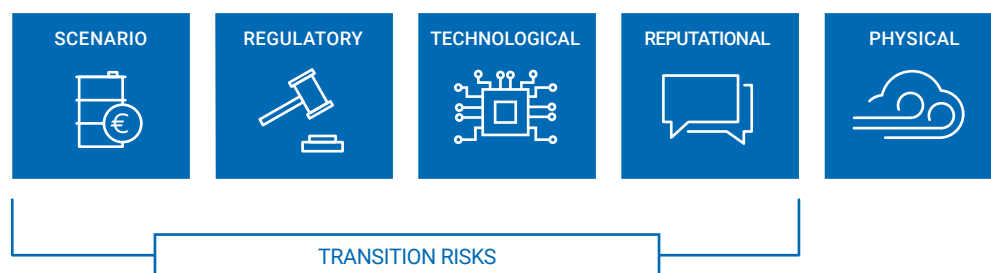 SCENARIO
REGULATORY
TECHNOLOGICAL
REPUTATIONAL
PHYSICAL
€
TRANSITION RISKS